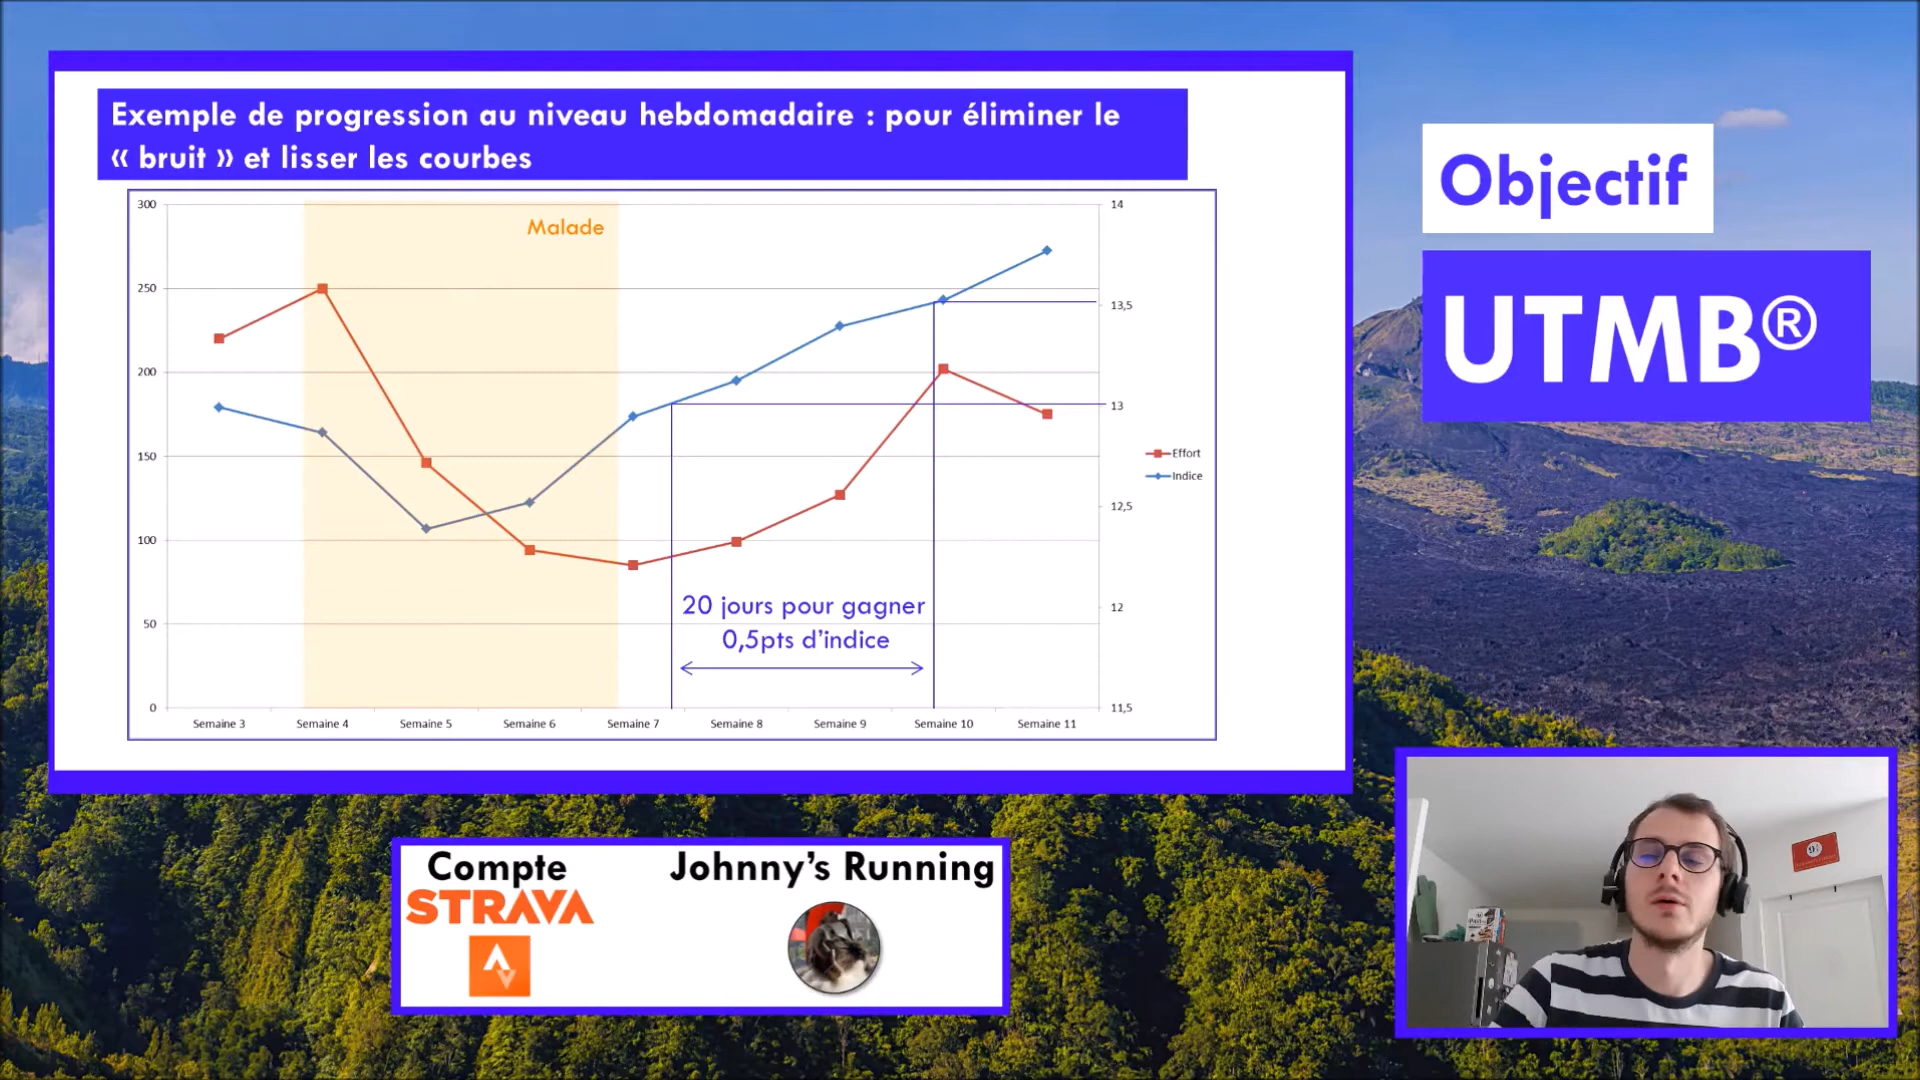 Exemple de progression au niveau hebdomadaire : pour éliminer le
« bruit » et lisser les courbes
Malade
300
250
200
150
100
50
0
14
13,5
13
12,5
12
11,5
Effort
Indice
20 jours pour gagner
0,5pts d'indice
Semaine 3
Semaine 4
Semaine 5
Semaine 6
Semaine 7
Semaine 8
Semaine 9
Semaine 10
Semaine 11
Objectif
UTMB®
Compte
STRAVA
Johnny's Running